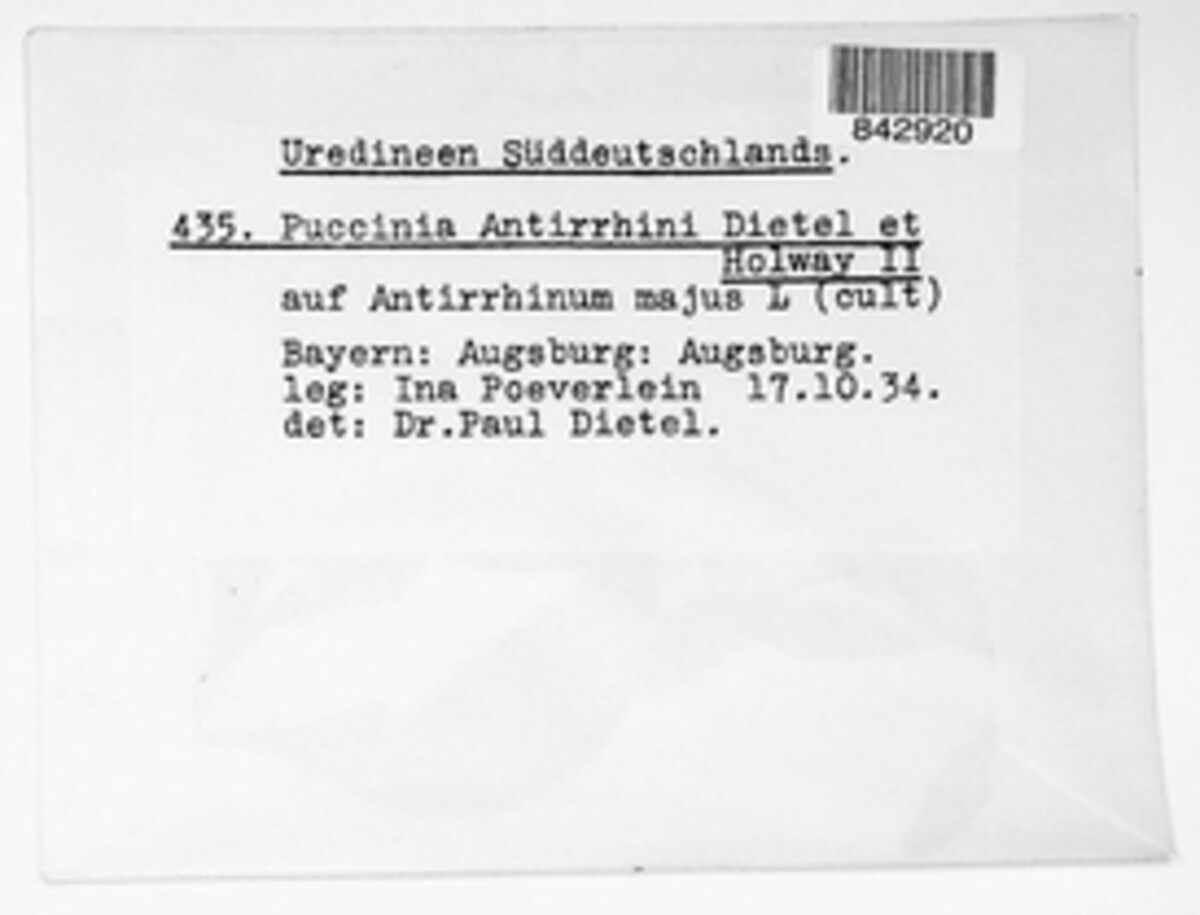 842920
Uredineen Süddeutschlands.
435. Puccinia Antirrhini Dietel et
Holway II
auf Antirrhinum majus L (cult)
Bayern: Augsburg: Augsburg.
leg: Ina Poeverlein 17.10.34.
det: Dr.Paul Dietel.